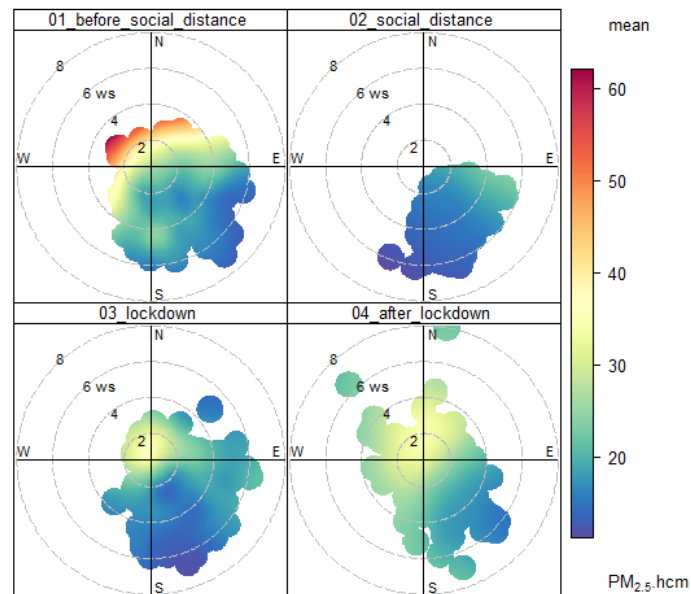 01_before_social_distance
02_social_distance
mean
N
8
6 ws
4
2
W
E
S
N
8
6 ws
4
2
W
E
S
03_lockdown
04_after_lockdown
N
8
6 ws
4
2
W
E
S
N
8
6 ws
4
2
W
E
S
60
50
40
30
20
PM2.5.hcm